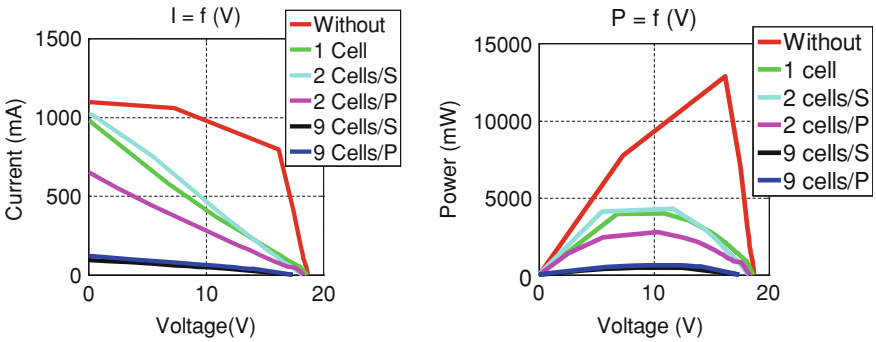 I = f (V)
Current (mA)
1500
1000
500
0
0
10
20
Voltage(V)
Without
1 Cell
2 Cells/S
2 Cells/P
9 Cells/S
9 Cells/P
P = f (V)
Power (mW)
15000
10000
5000
0
0
10
20
Voltage (V)
Without
1 cell
2 cells/S
2 cells/P
9 cells/S
9 cells/P